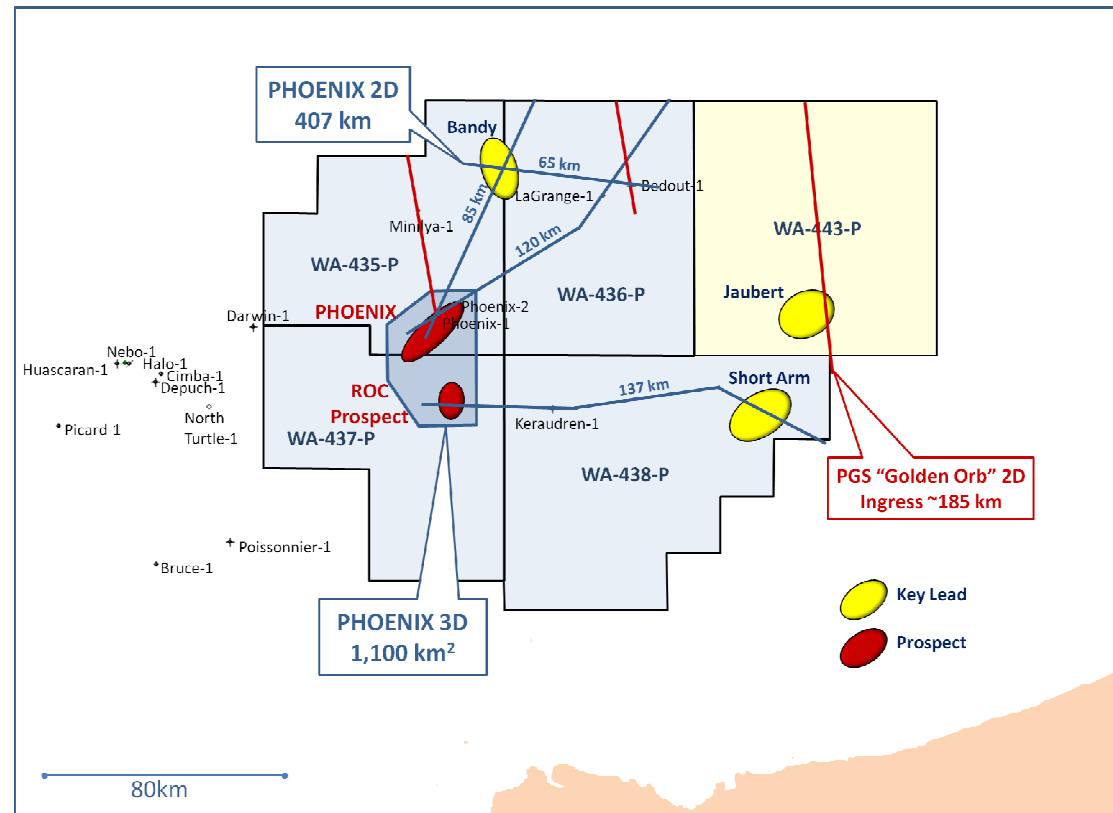 PHOENIX 2D
407 km
Bandy
65 km
Bedout-1
LaGrange-1
85 km
Minilya-1
120 km
WA-443-P
WA-435-P
WA-436-P
Jaubert
PHOENIX
Phoenix-2
Phoenix-1
Darwin-1
Nebo-1
Huascaran-1
Halo-1
Cimba-1
Depuch-1
ROC
Prospect
137 km
Short Arm
North
Turtle-1
Picard-1
Keraudren-1
WA-437-P
WA-438-P
PGS “Golden Orb” 2D
Ingress ~185 km
Poissonnier-1
Bruce-1
Key Lead
PHOENIX 3D
1,100 km²
Prospect
80km